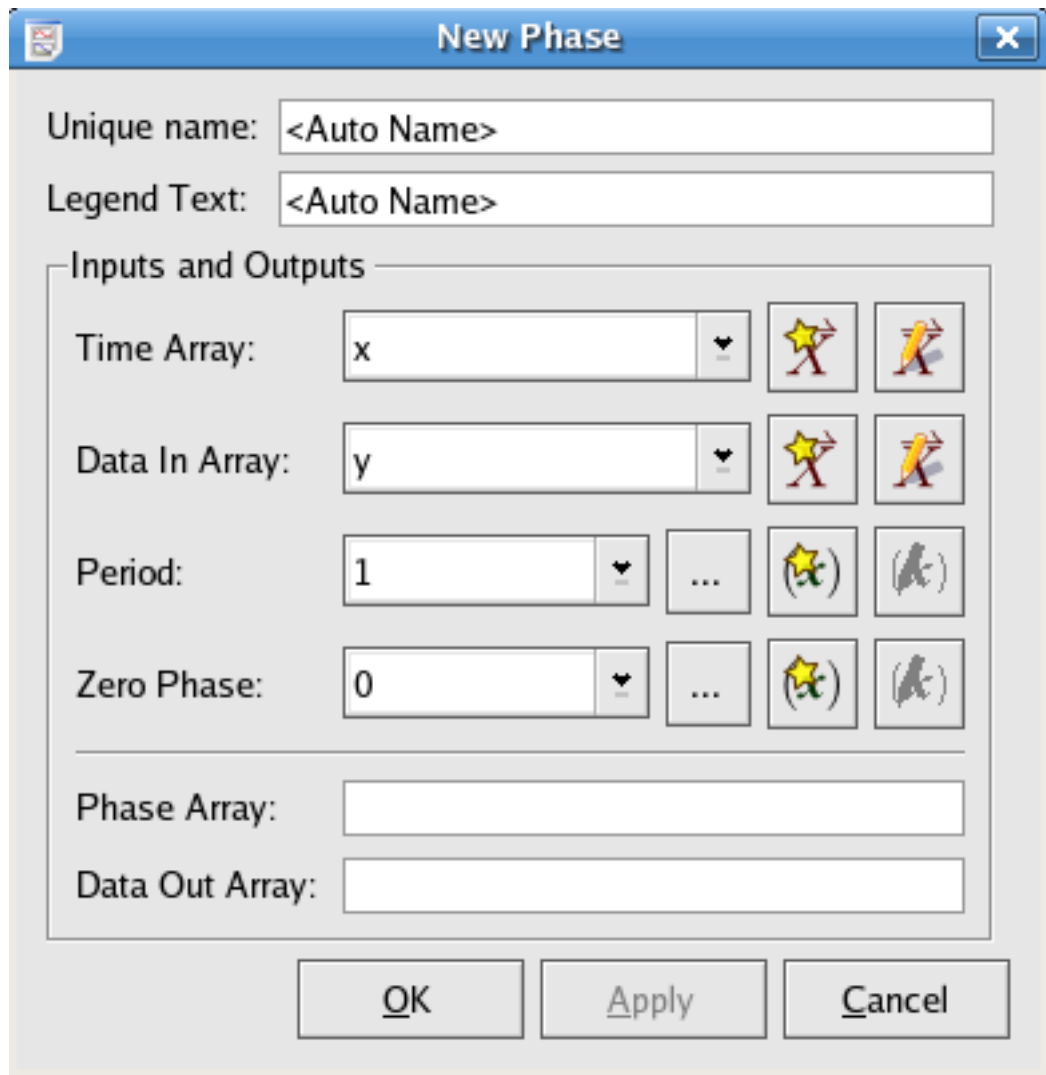 New Phase
Unique name: <Auto Name>
Legend Text: <Auto Name>
Inputs and Outputs
Time Array: x
Data In Array: y
Period: 1 ...
Zero Phase: 0 ...
Phase Array:
Data Out Array:
OK Apply Cancel